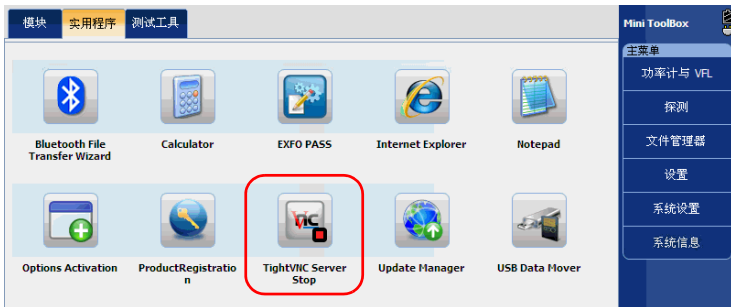 模块 实用程序 测试工具
Bluetooth File
Transfer Wizard
Calculator
EXFO PASS
Internet Explorer
Notepad
Options Activation
ProductRegistratio
n
TightVNC Server
Stop
Update Manager
USB Data Mover
Mini ToolBox
主菜单
功率计与 VFL
探测
文件管理器
设置
系统设置
系统信息